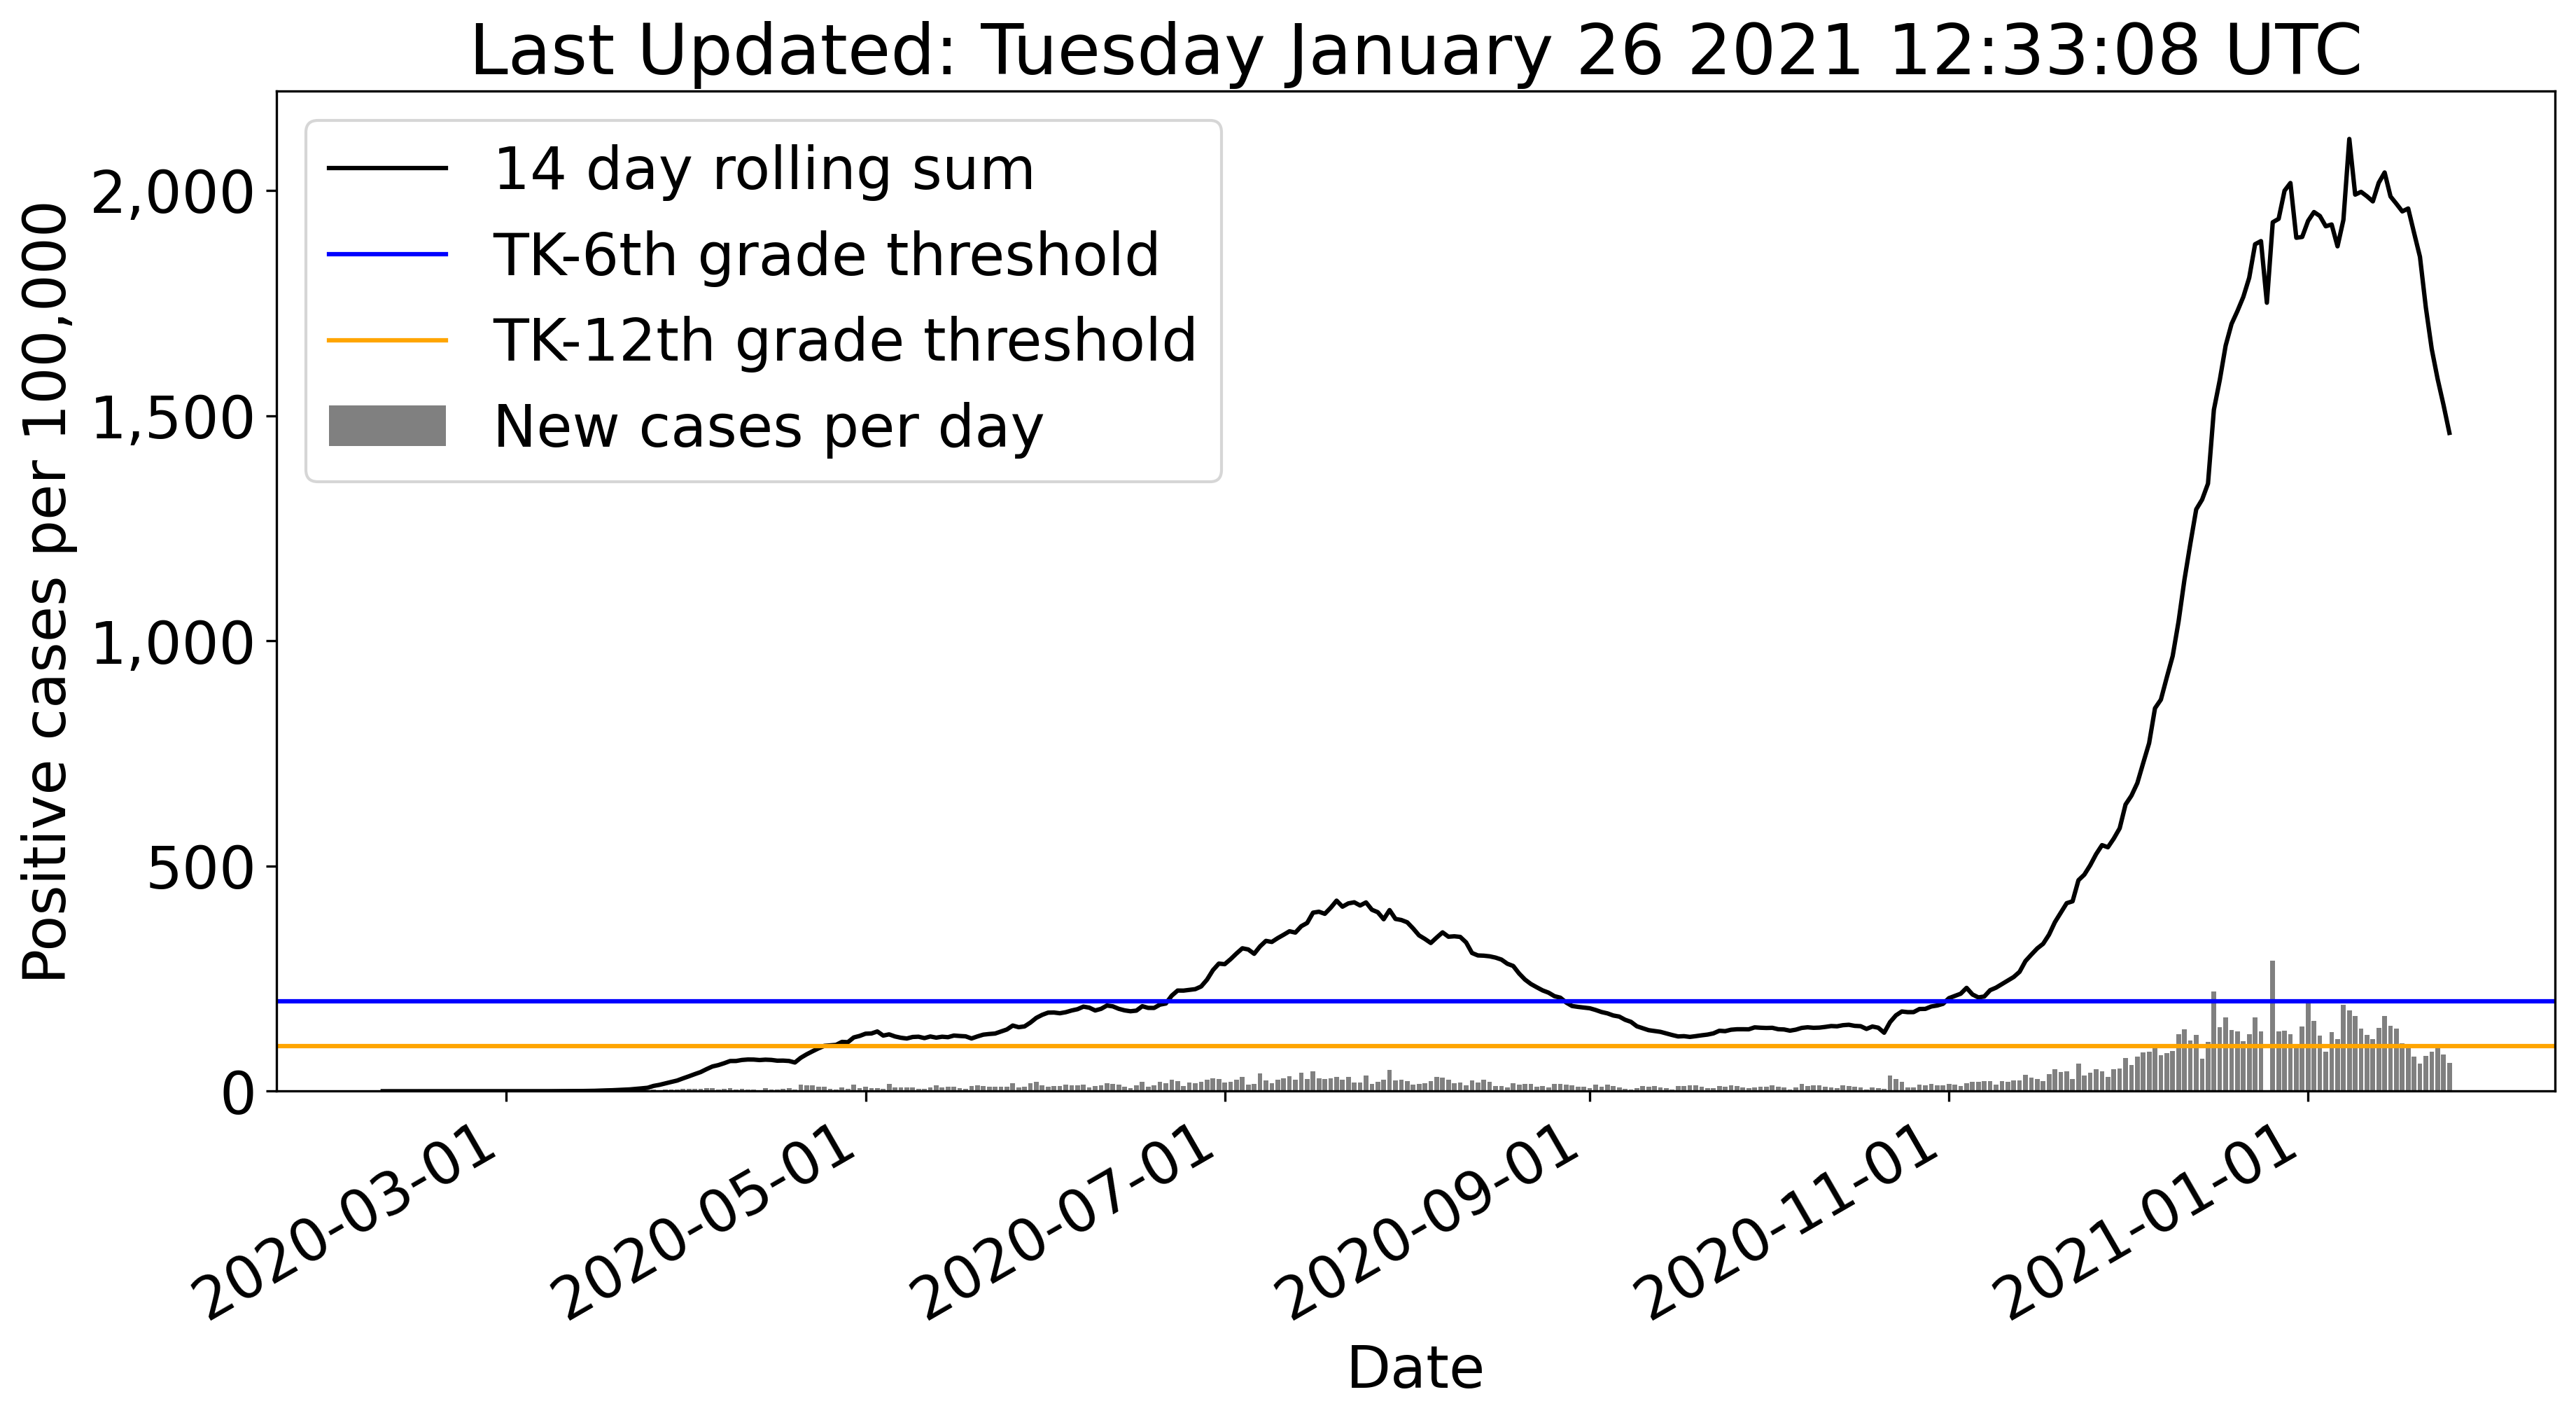 Last Updated: Tuesday January 26 2021 12:33:08 UTC
14 day rolling sum
TK-6th grade threshold
TK-12th grade threshold
New cases per day
Positive cases per 100,000
2,000
1,500
1,000
500
0
2020-03-01
2020-05-01
2020-07-01
2020-09-01
2020-11-01
2021-01-01
Date